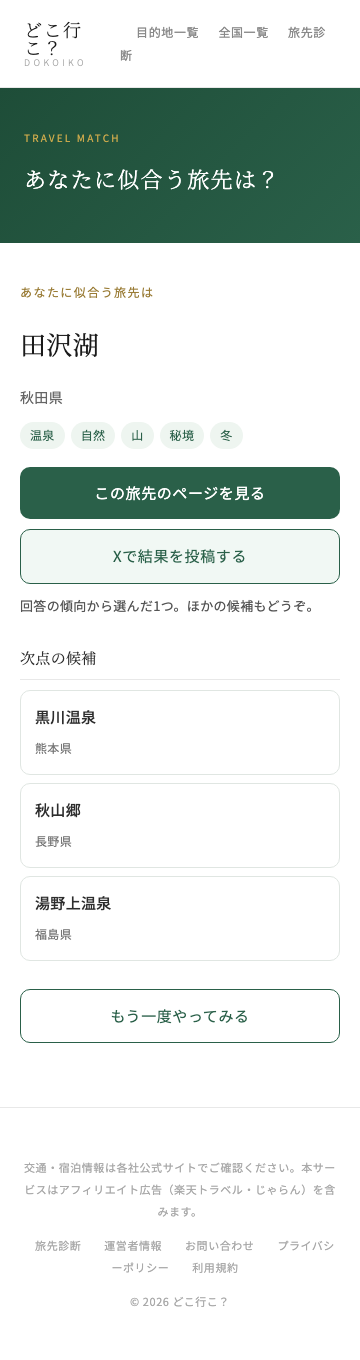 どこ行
こ？
DOKOIKO
目的地一覧 全国一覧 旅先診
断
TRAVEL MATCH
あなたに似合う旅先は？
あなたに似合う旅先は
田沢湖
秋田県
温泉 自然 山 秘境 冬
この旅先のページを見る
Xで結果を投稿する
回答の傾向から選んだ1つ。ほかの候補もどうぞ。
次点の候補
黒川温泉
熊本県
秋山郷
長野県
湯野上温泉
福島県
もう一度やってみる
交通・宿泊情報は各社公式サイトでご確認ください。本サー
ビスはアフィリエイト広告（楽天トラベル・じゃらん）を含
みます。
旅先診断 運営者情報 お問い合わせ プライバシ
ーポリシー 利用規約
© 2026 どこ行こ？